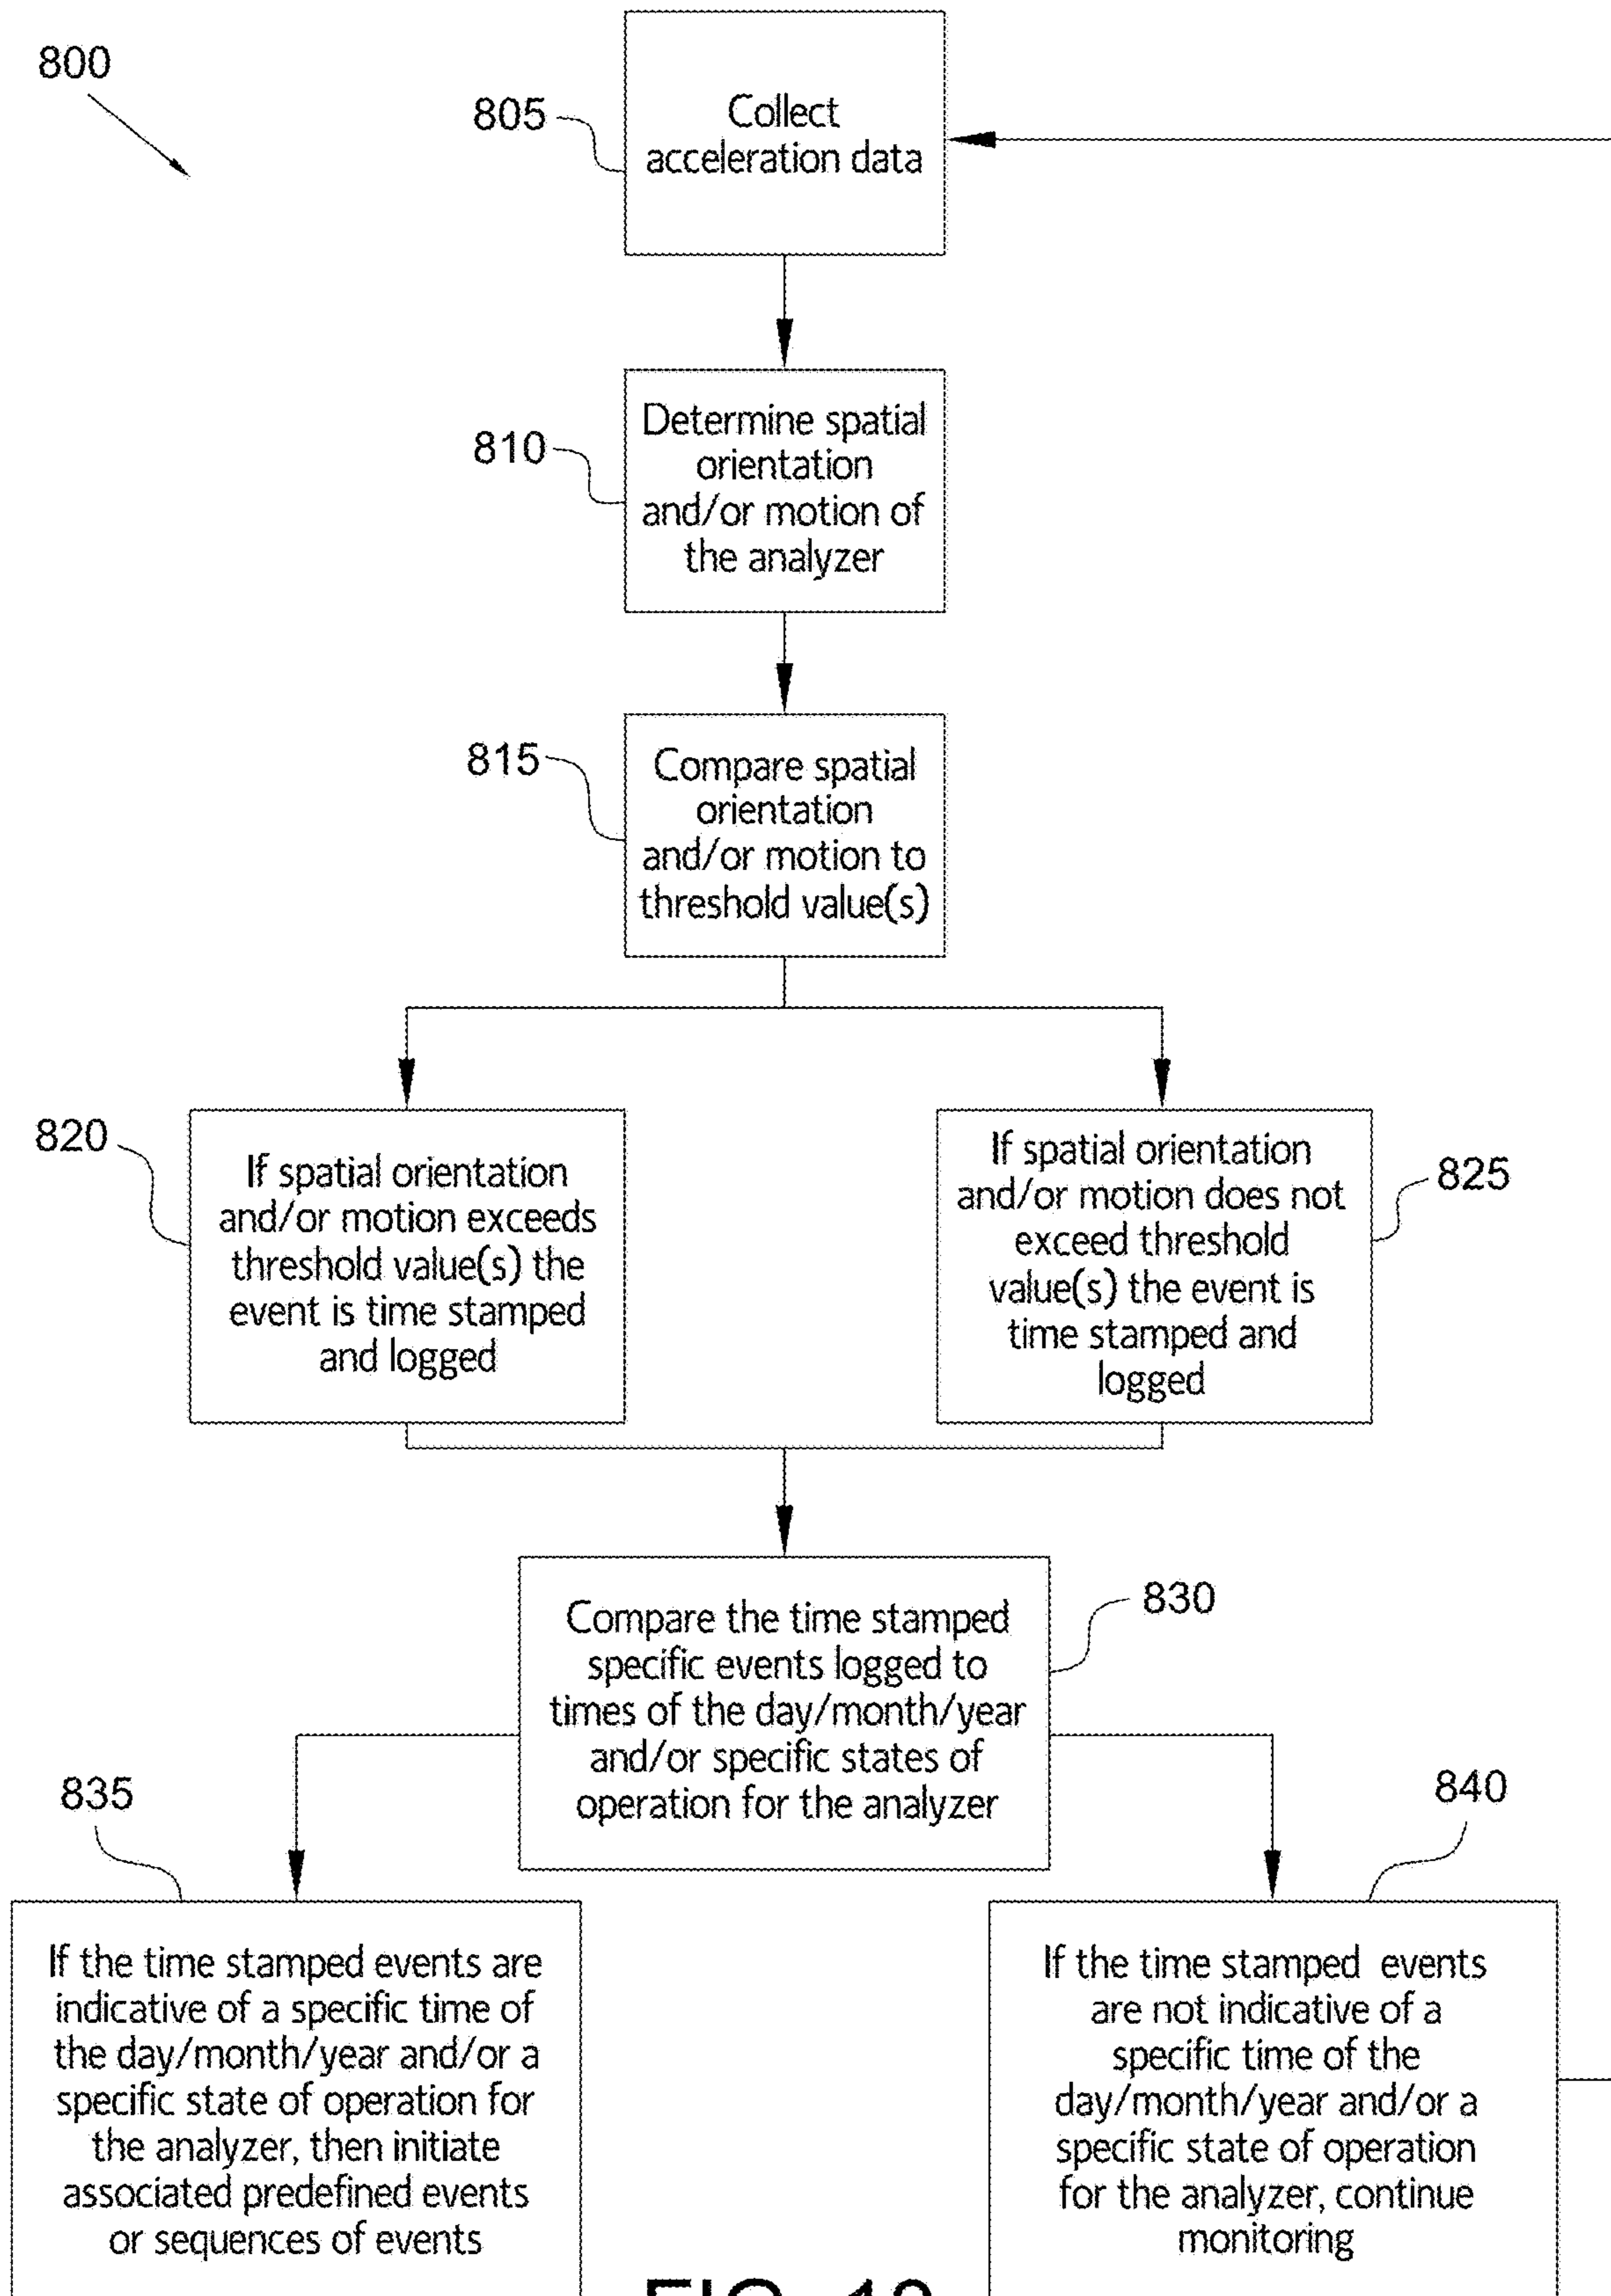 800
805
Collect
acceleration data
810
Determine spatial
orientation
and/or motion of
the analyzer
815
Compare spatial
orientation
and/or motion to
threshold value(s)
820
If spatial orientation
and/or motion exceeds
threshold value(s) the
event is time stamped
and logged
If spatial orientation
and/or motion does not
exceed threshold
value(s) the event is
time stamped and
logged
825
Compare the time stamped
specific events logged to
times of the day/month/year
and/or specific states of
operation for the analyzer
830
835
If the time stamped events are
indicative of a specific time of
the day/month/year and/or a
specific state of operation for
the analyzer, then initiate
associated predefined events
or sequences of events
840
If the time stamped events
are not indicative of a
specific time of the
day/month/year and/or a
specific state of operation
for the analyzer, continue
monitoring
FIG.